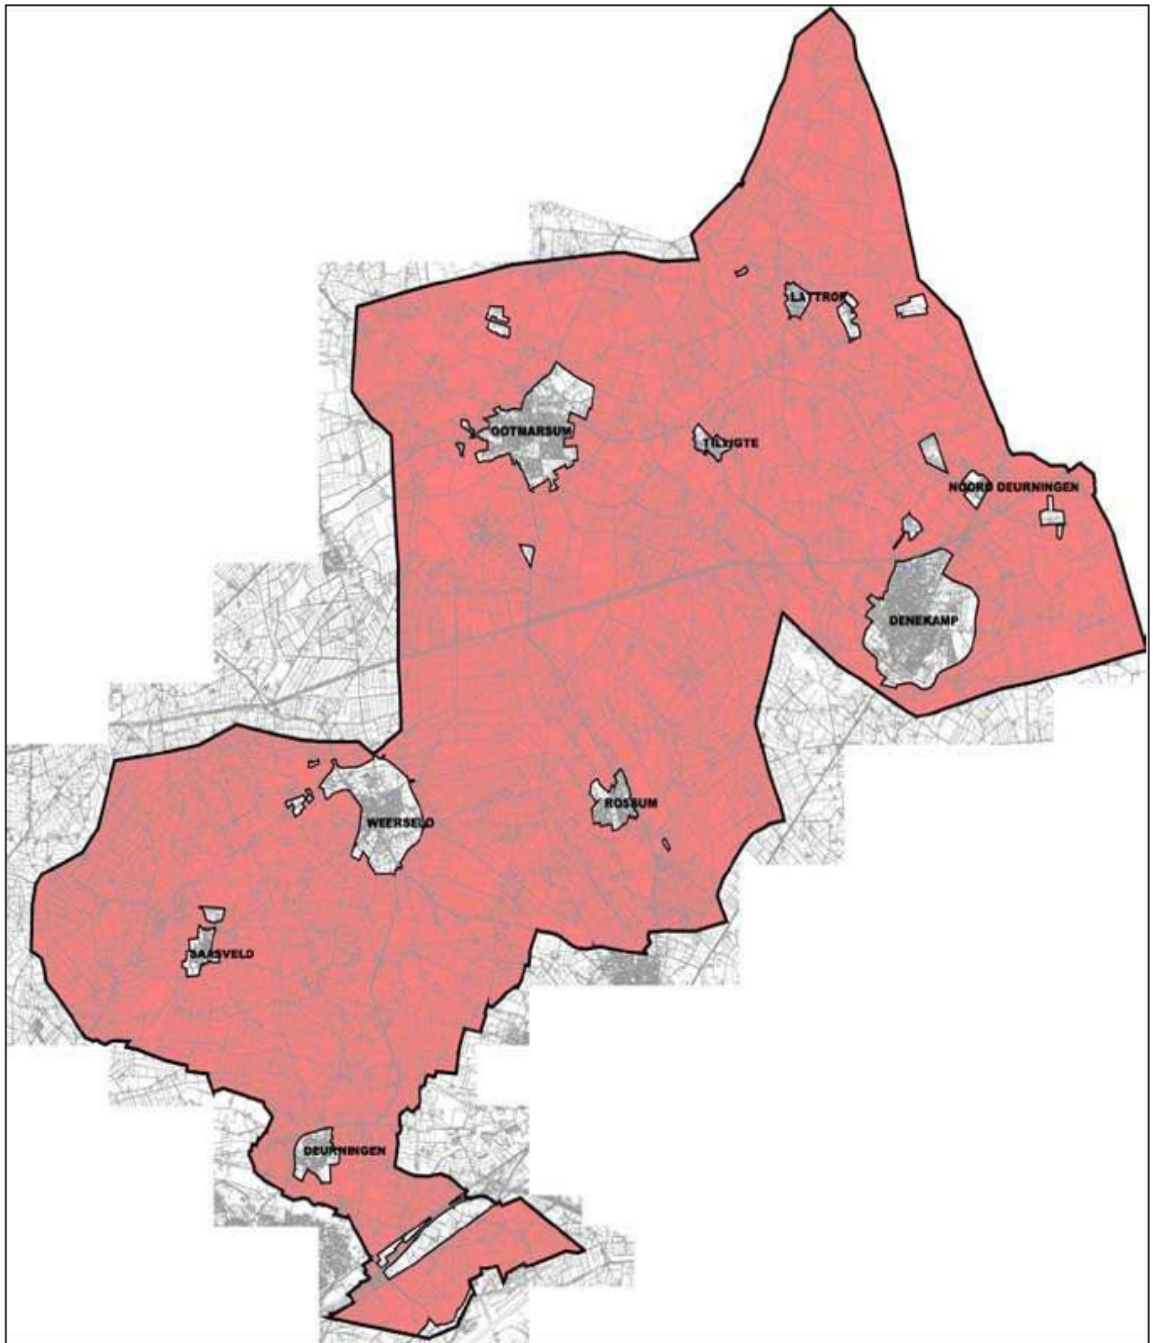 LATTROP
OOTMARSUM
TILLIGTE
NOORD DEURNINGEN
DENEKAMP
ROSSUM
WEERSELO
SAASVELD
DEURNINGEN